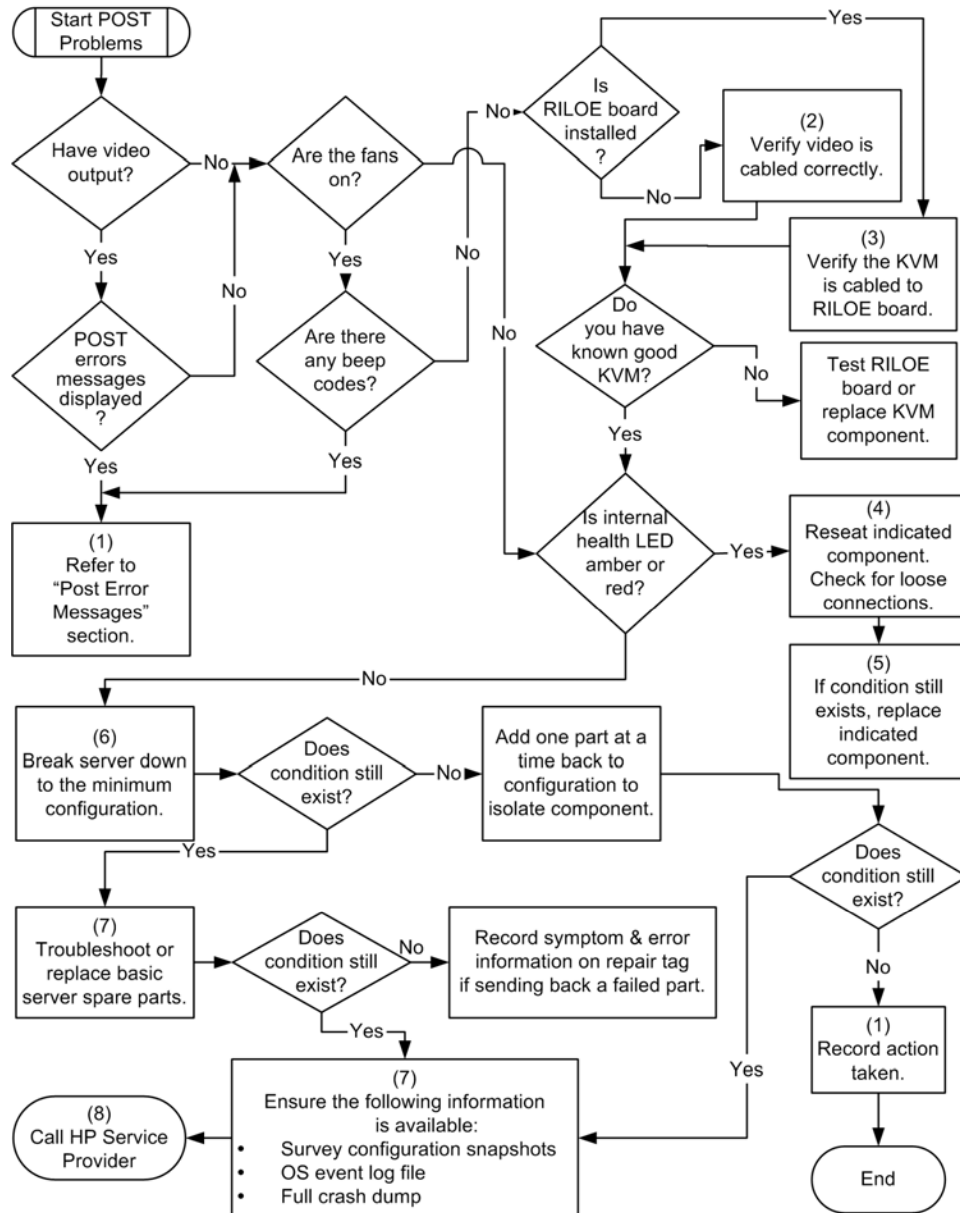 Start POST
Problems
Have video
output?
No
Yes
POST
errors
messages
displayed
?
No
Yes
(1)
Refer to
“Post Error
Messages”
section.
Are the fans
on?
No
Yes
Are there
any beep
codes?
No
Yes
No
Is
RILOE board
installed
?
Yes
No
(2)
Verify video is
cabled correctly.
(3)
Verify the KVM
is cabled to
RILOE board.
Do
you have
known good
KVM?
No
Test RILOE
board or
replace KVM
component.
Yes
Is internal
health LED
amber or
red?
Yes
(4)
Reseat indicated
component.
Check for loose
connections.
(5)
If condition still
exists, replace
indicated
component.
No
(6)
Break server down
to the minimum
configuration.
Does
condition still
exist?
No
Add one part at a
time back to
configuration to
isolate component.
Yes
Does
condition still
exist?
No
Yes
(1)
Record action
taken.
End
(7)
Troubleshoot or
replace basic
server spare parts.
Does
condition still
exist?
No
Record symptom & error
information on repair tag
if sending back a failed part.
Yes
(7)
Ensure the following information
is available:
• Survey configuration snapshots
• OS event log file
• Full crash dump
(8)
Call HP Service
Provider